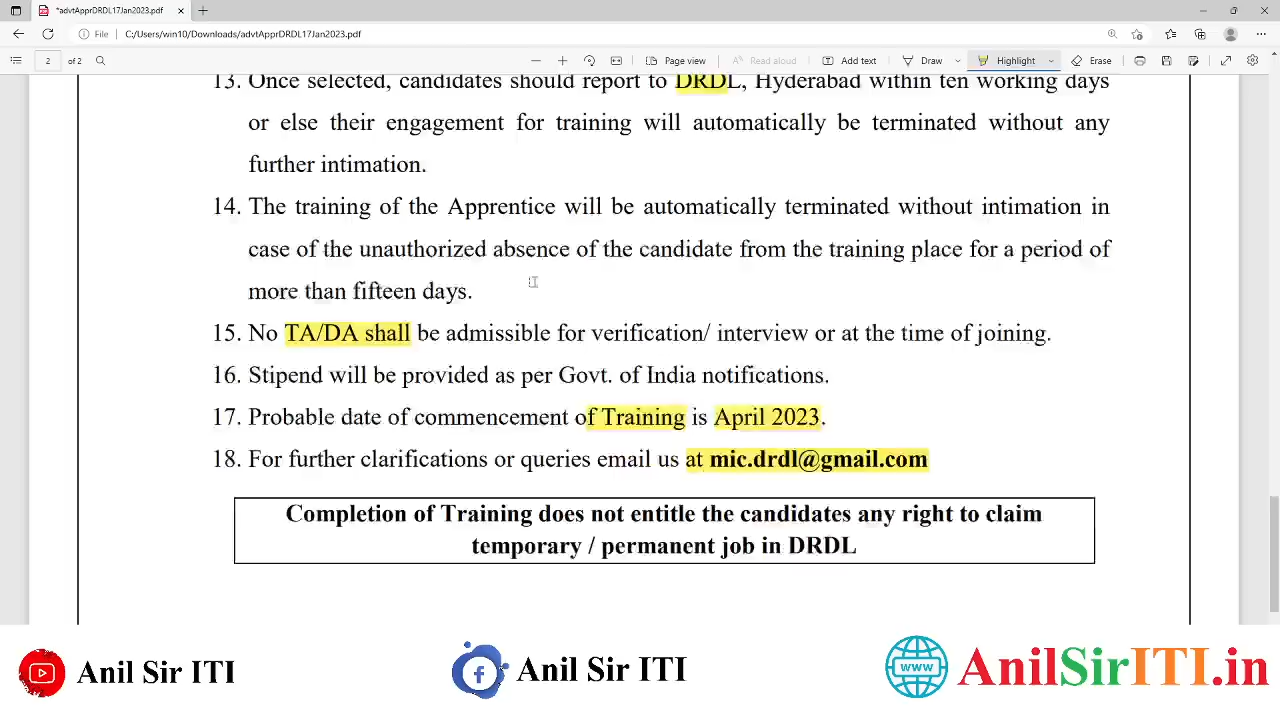 *advtApprDRDL17Jan2023.pdf
File C:/Users/win10/Downloads/advtApprDRDL17Jan2023.pdf
2 of 2 Page view Read aloud Add text Draw Highlight Erase
13. Once selected, candidates should report to DRDL, Hyderabad within ten working days
or else their engagement for training will automatically be terminated without any
further intimation.
14. The training of the Apprentice will be automatically terminated without intimation in
case of the unauthorized absence of the candidate from the training place for a period of
more than fifteen days.
15. No TA/DA shall be admissible for verification/ interview or at the time of joining.
16. Stipend will be provided as per Govt. of India notifications.
17. Probable date of commencement of Training is April 2023.
18. For further clarifications or queries email us at mic.drdl@gmail.com
Completion of Training does not entitle the candidates any right to claim
temporary / permanent job in DRDL
Anil Sir ITI Anil Sir ITI www AnilSirITI.in